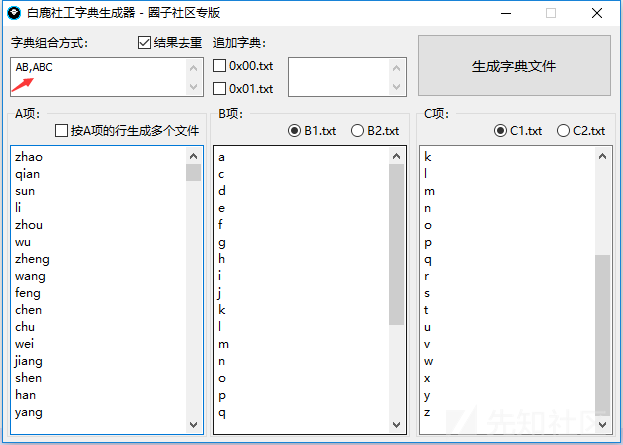 白鹿社工字典生成器 - 圈子社区专版
字典组合方式:
结果去重
追加字典:
AB,ABC
0x00.txt
0x01.txt
生成字典文件
A项:
按A项的行生成多个文件
zhao
qian
sun
li
zhou
wu
zheng
wang
feng
chen
chu
wei
jiang
shen
han
yang
B项:
B1.txt
B2.txt
a
c
d
e
f
g
h
i
j
k
l
m
n
o
p
q
C项:
C1.txt
C2.txt
k
l
m
n
o
p
q
r
s
t
u
v
w
x
y
z
先知社区